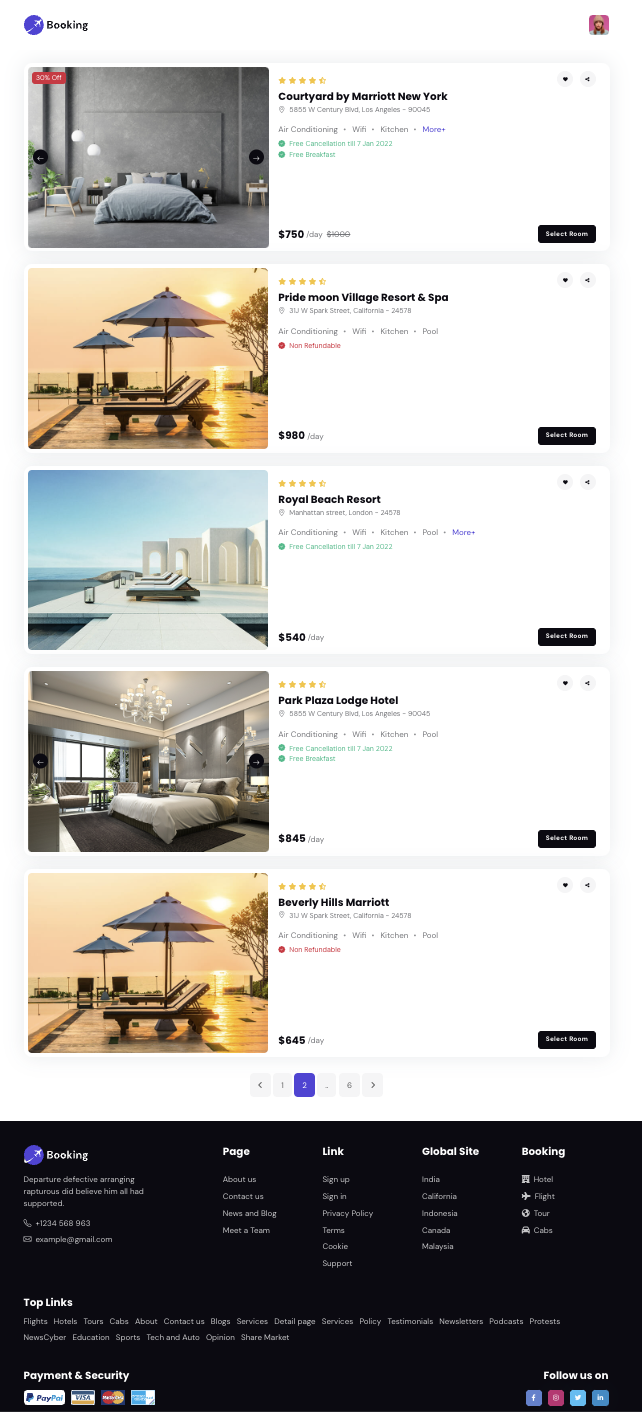 Booking
30% Off
Courtyard by Marriott New York
5855 W Century Blvd, Los Angeles - 90045
Air Conditioning • Wifi • Kitchen • More+
Free Cancellation till 7 Jan 2022
Free Breakfast
$750 /day $1000
Select Room
Pride moon Village Resort & Spa
31J W Spark Street, California - 24578
Air Conditioning • Wifi • Kitchen • Pool
Non Refundable
$980 /day
Select Room
Royal Beach Resort
Manhattan street, London - 24578
Air Conditioning • Wifi • Kitchen • Pool • More+
Free Cancellation till 7 Jan 2022
$540 /day
Select Room
Park Plaza Lodge Hotel
5855 W Century Blvd, Los Angeles - 90045
Air Conditioning • Wifi • Kitchen • Pool
Free Cancellation till 7 Jan 2022
Free Breakfast
$845 /day
Select Room
Beverly Hills Marriott
31J W Spark Street, California - 24578
Air Conditioning • Wifi • Kitchen • Pool
Non Refundable
$645 /day
Select Room
1 2 .. 6
Booking
Departure defective arranging
rapturous did believe him all had
supported.
+1234 568 963
example@gmail.com
Page
About us
Contact us
News and Blog
Meet a Team
Link
Sign up
Sign in
Privacy Policy
Terms
Cookie
Support
Global Site
India
California
Indonesia
Canada
Malaysia
Booking
Hotel
Flight
Tour
Cabs
Top Links
Flights Hotels Tours Cabs About Contact us Blogs Services Detail page Services Policy Testimonials Newsletters Podcasts Protests
NewsCyber Education Sports Tech and Auto Opinion Share Market
Payment & Security
PayPal VISA MasterCard
Follow us on